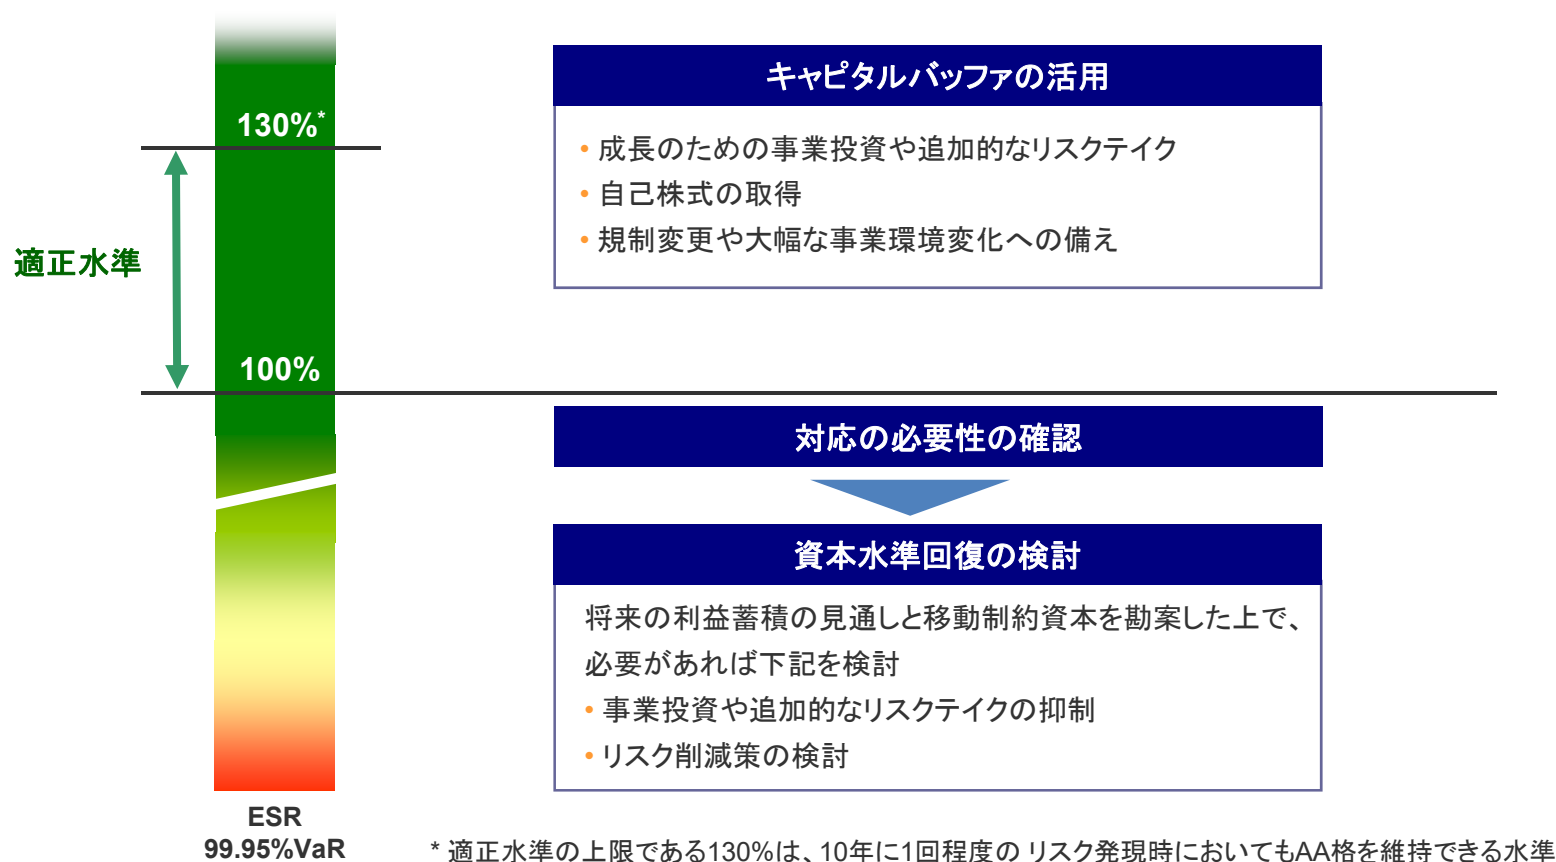 130%*
適正水準
100%
ESR
99.95%VaR
キャピタルバッファの活用
• 成長のための事業投資や追加的なリスクテイク
• 自己株式の取得
• 規制変更や大幅な事業環境変化への備え
対応の必要性の確認
資本水準回復の検討
将来の利益蓄積の見通しと移動制約資本を勘案した上で、
必要があれば下記を検討
• 事業投資や追加的なリスクテイクの抑制
• リスク削減策の検討
* 適正水準の上限である130%は、10年に1回程度の リスク発現時においてもAA格を維持できる水準